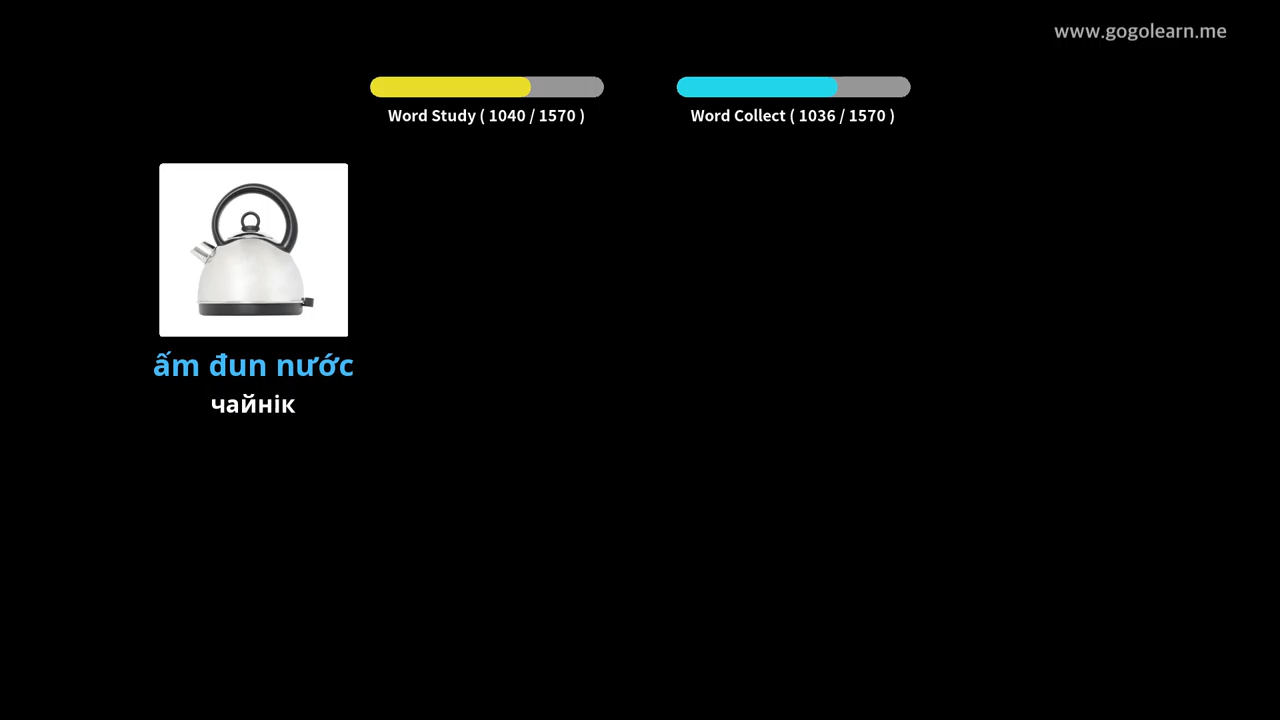 www.gogolearn.me
Word Study ( 1040 / 1570 )
Word Collect ( 1036 / 1570 )
ấm đun nước
чайнік